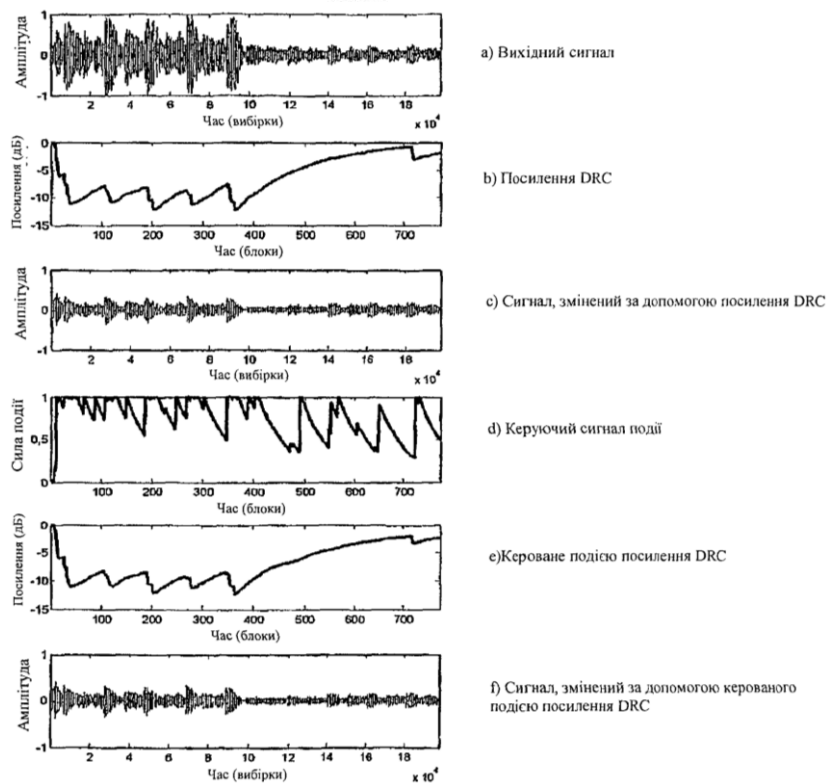 1
0
-1
Амплітуда
2 4 6 8 10 12 14 16 18
Час (вибірки)
x 10⁴
a) Вихідний сигнал
0
-5
-10
-15
Посилення (дБ)
100 200 300 400 500 600 700
Час (блоки)
b) Посилення DRC
1
0
-1
Амплітуда
2 4 6 8 10 12 14 16 18
Час (вибірки)
x 10⁴
c) Сигнал, змінений за допомогою посилення DRC
1
0,5
0
Сила події
100 200 300 400 500 600 700
Час (блоки)
d) Керуючий сигнал події
0
-5
-10
-15
Посилення (дБ)
100 200 300 400 500 600 700
Час (блоки)
e)Кероване подією посилення DRC
1
0
-1
Амплітуда
2 4 6 8 10 12 14 16 18
Час (вибірки)
x 10⁴
f) Сигнал, змінений за допомогою керованого
подією посилення DRC